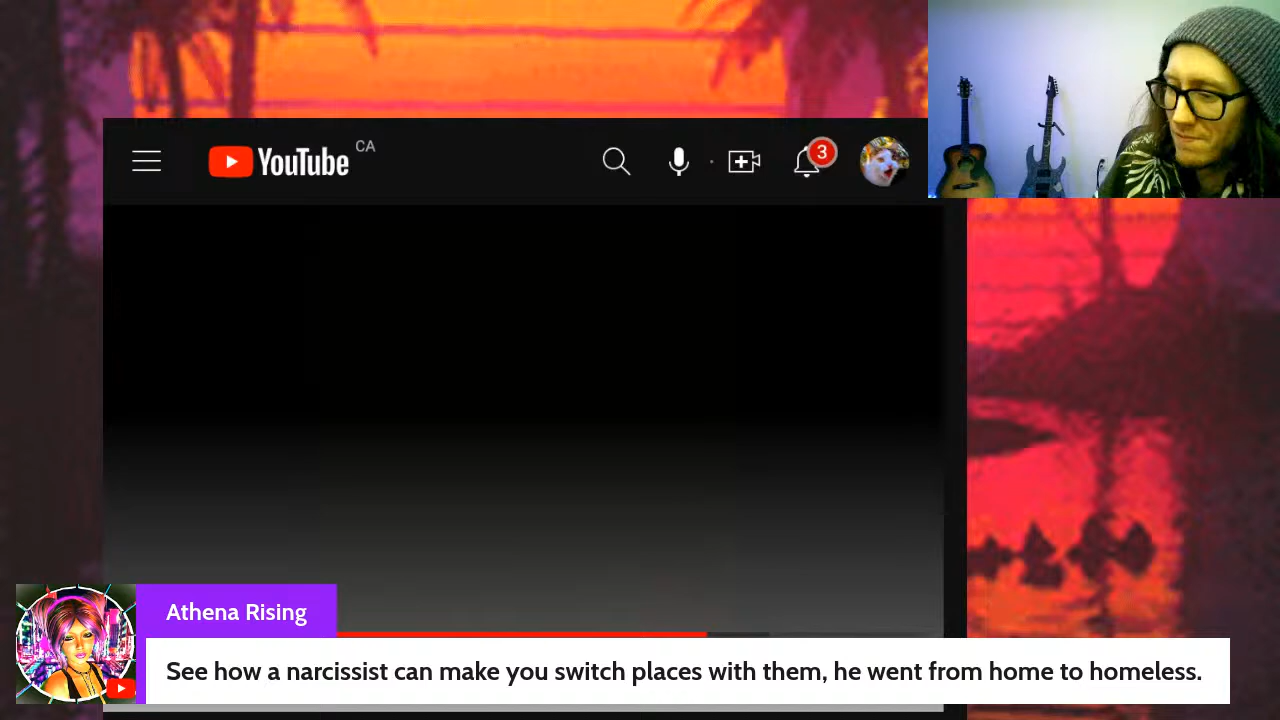 YouTube CA
3
Athena Rising
See how a narcissist can make you switch places with them, he went from home to homeless.